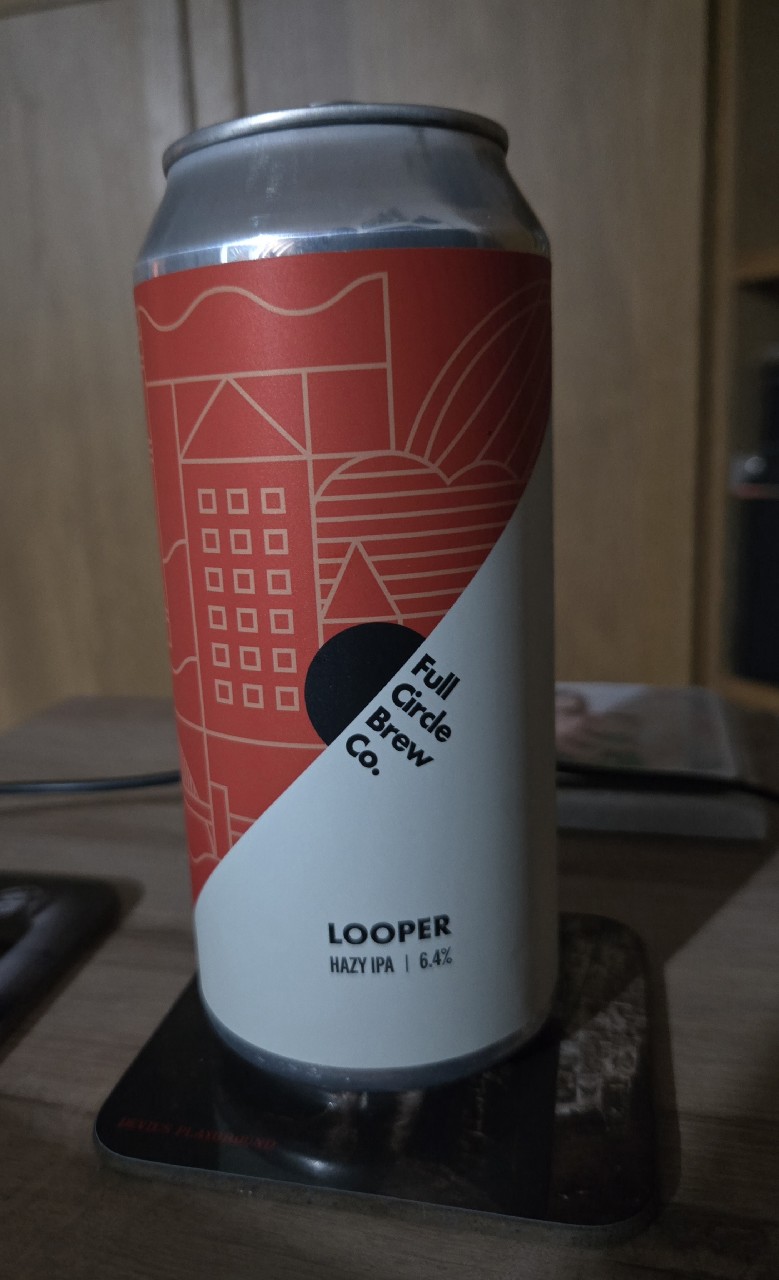 Full
Circle
Brew
Co.
LOOPER
HAZY IPA | 6.4%